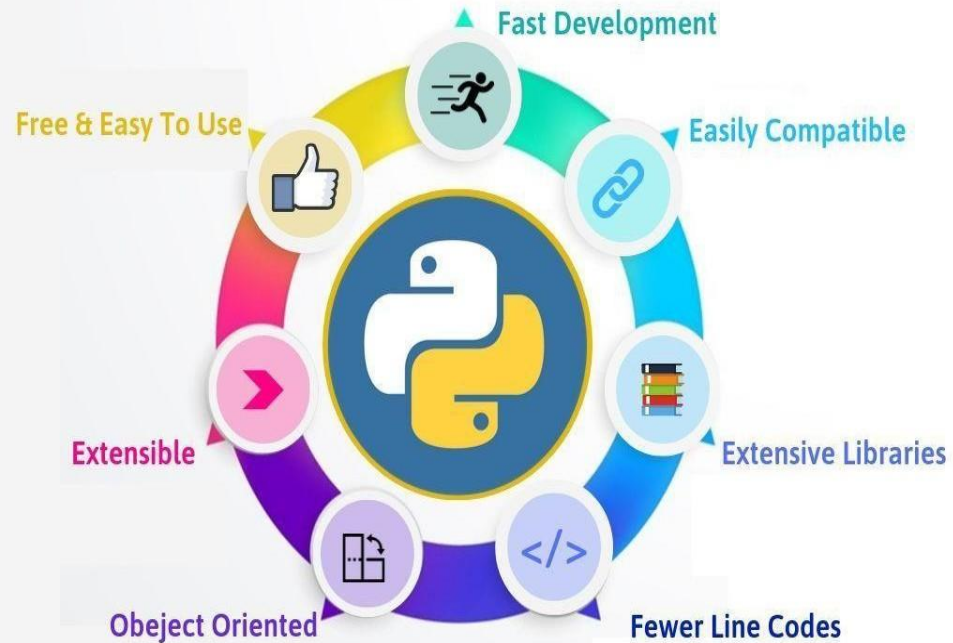 Fast Development
Free & Easy To Use
Easily Compatible
Extensible
Extensive Libraries
</>
Obeject Oriented
Fewer Line Codes